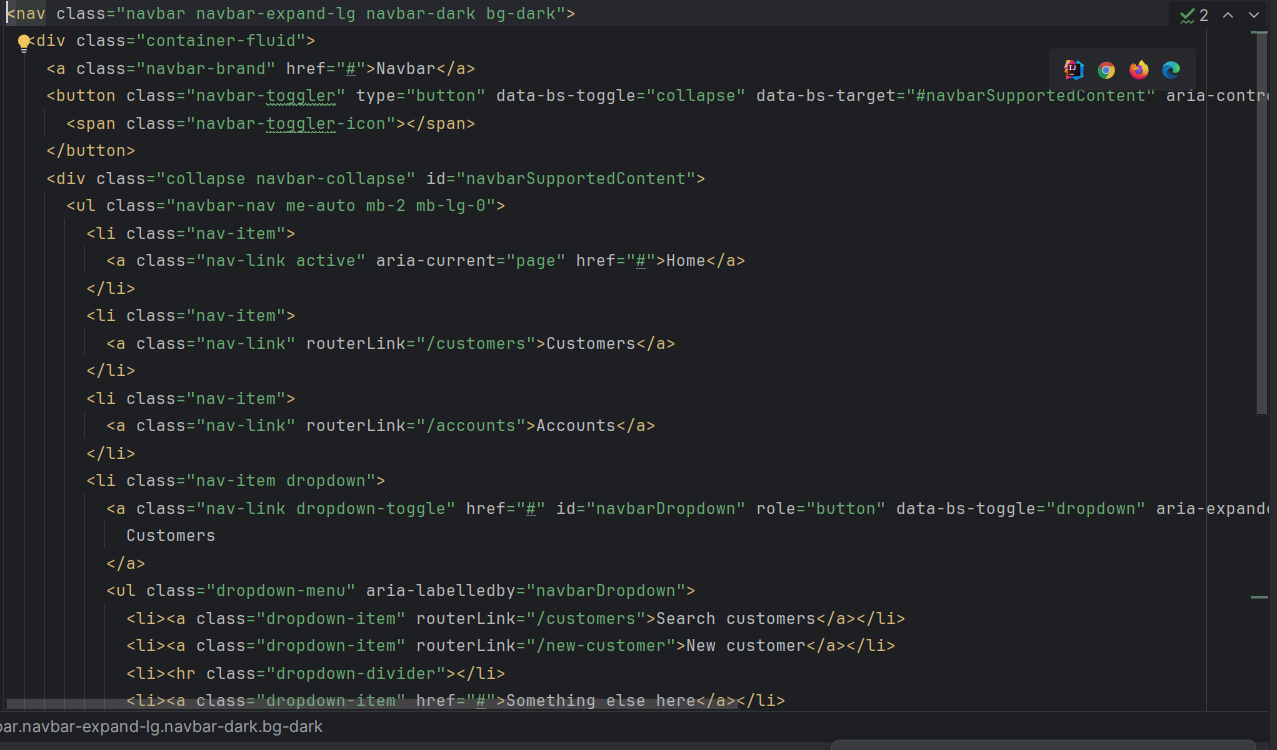 <nav class="navbar navbar-expand-lg navbar-dark bg-dark">
2
<div class="container-fluid">
<a class="navbar-brand" href="#">Navbar</a>
<button class="navbar-toggler" type="button" data-bs-toggle="collapse" data-bs-target="#navbarSupportedContent" aria-contro
<span class="navbar-toggler-icon"></span>
</button>
<div class="collapse navbar-collapse" id="navbarSupportedContent">
<ul class="navbar-nav me-auto mb-2 mb-lg-0">
<li class="nav-item">
<a class="nav-link active" aria-current="page" href="#">Home</a>
</li>
<li class="nav-item">
<a class="nav-link" routerLink="/customers">Customers</a>
</li>
<li class="nav-item">
<a class="nav-link" routerLink="/accounts">Accounts</a>
</li>
<li class="nav-item dropdown">
<a class="nav-link dropdown-toggle" href="#" id="navbarDropdown" role="button" data-bs-toggle="dropdown" aria-expande
Customers
</a>
<ul class="dropdown-menu" aria-labelledby="navbarDropdown">
<li><a class="dropdown-item" routerLink="/customers">Search customers</a></li>
<li><a class="dropdown-item" routerLink="/new-customer">New customer</a></li>
<li><hr class="dropdown-divider"></li>
<li><a class="dropdown-item" href="#">Something else here</a></li>
bar.navbar-expand-lg.navbar-dark.bg-dark